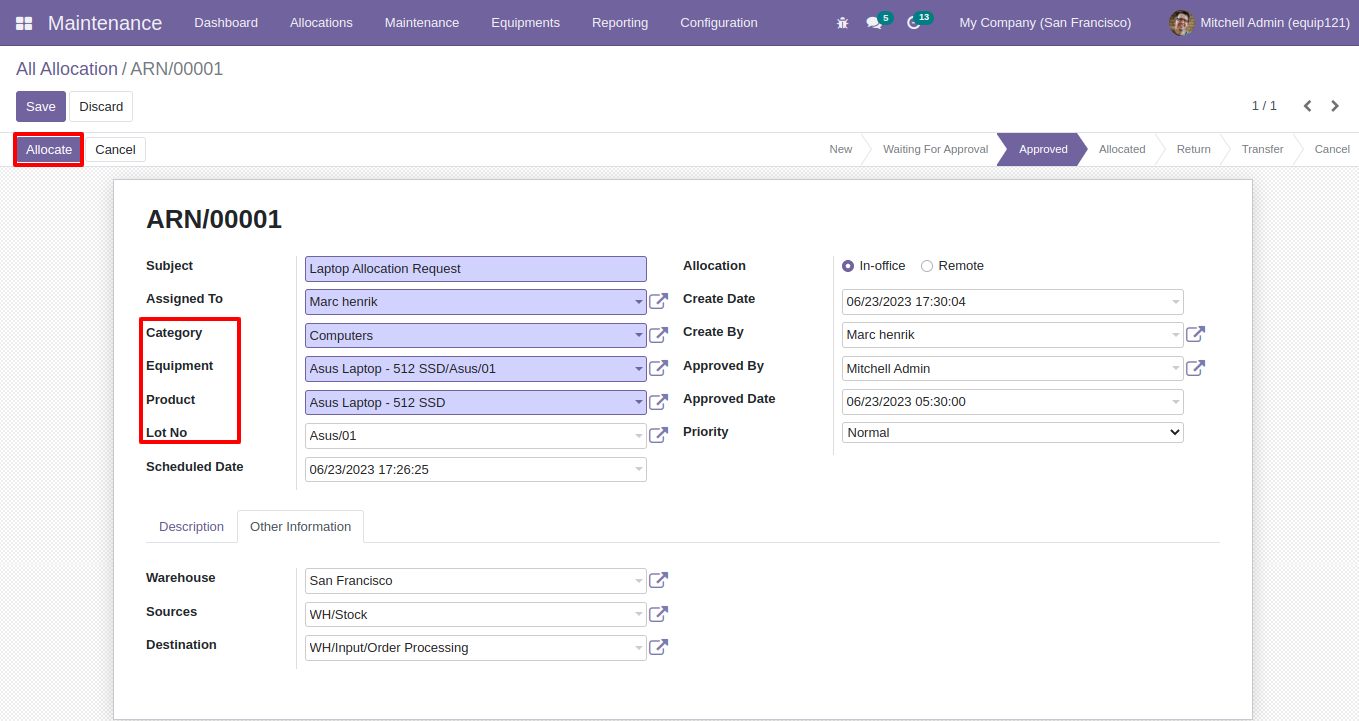 Maintenance Dashboard Allocations Maintenance Equipments Reporting Configuration 5 13 My Company (San Francisco) Mitchell Admin (equip121)
All Allocation / ARN/00001
Save Discard 1 / 1
Allocate Cancel New Waiting For Approval Approved Allocated Return Transfer Cancel
ARN/00001
Subject Laptop Allocation Request
Assigned To Marc henrik
Category Computers
Equipment Asus Laptop - 512 SSD/Asus/01
Product Asus Laptop - 512 SSD
Lot No Asus/01
Scheduled Date 06/23/2023 17:26:25
Allocation In-office Remote
Create Date 06/23/2023 17:30:04
Create By Marc henrik
Approved By Mitchell Admin
Approved Date 06/23/2023 05:30:00
Priority Normal
Description Other Information
Warehouse San Francisco
Sources WH/Stock
Destination WH/Input/Order Processing